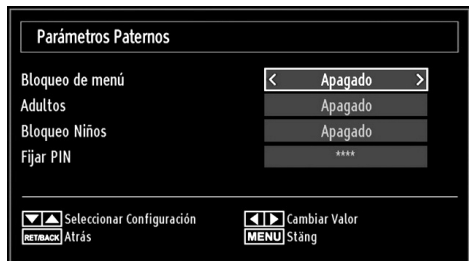 Parámetros Paternos
Bloqueo de menú < Apagado >
Adultos Apagado
Bloqueo Niños Apagado
Fijar PIN ****
Seleccionar Configuración Cambiar Valor
RET/BACK Atrás MENU Stäng